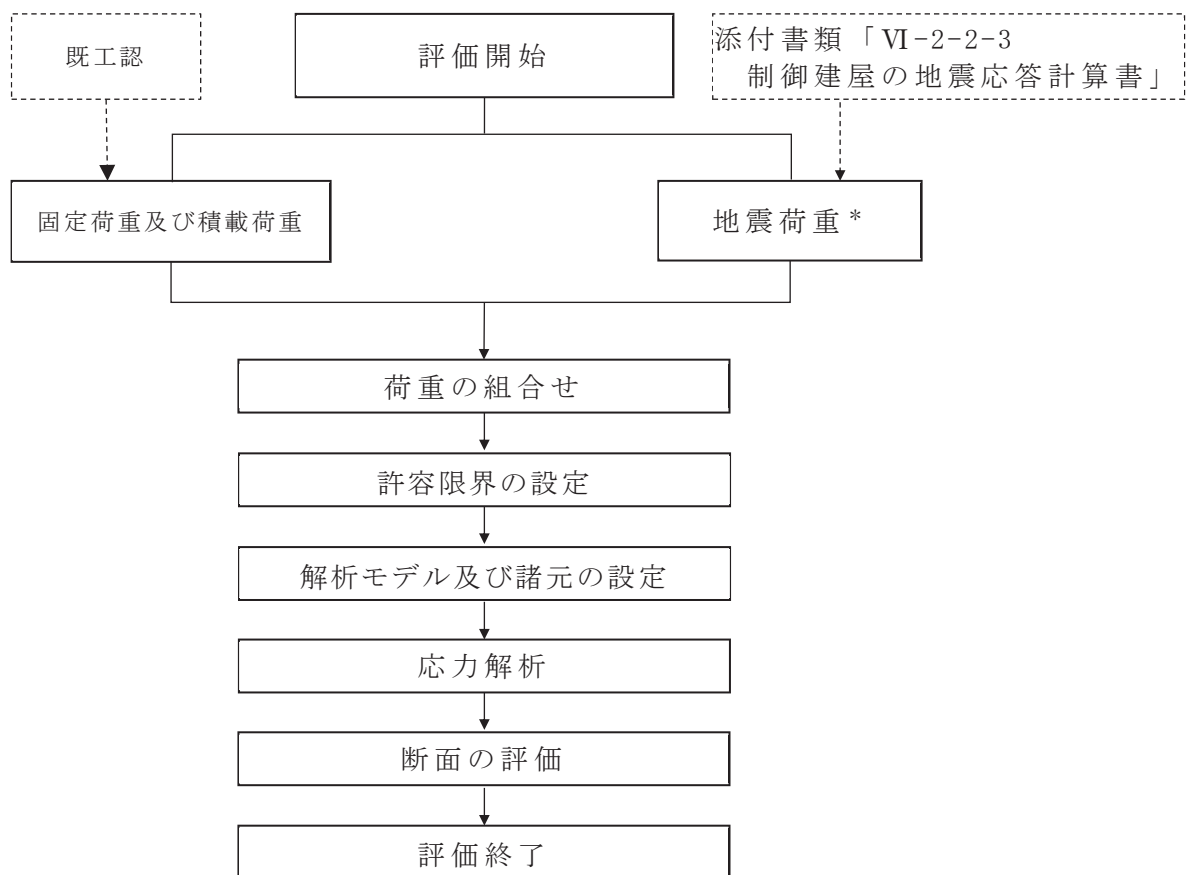 既工認
評価開始
添付書類「Ⅵ-2-2-3
制御建屋の地震応答計算書」
固定荷重及び積載荷重
地震荷重*
荷重の組合せ
許容限界の設定
解析モデル及び諸元の設定
応力解析
断面の評価
評価終了